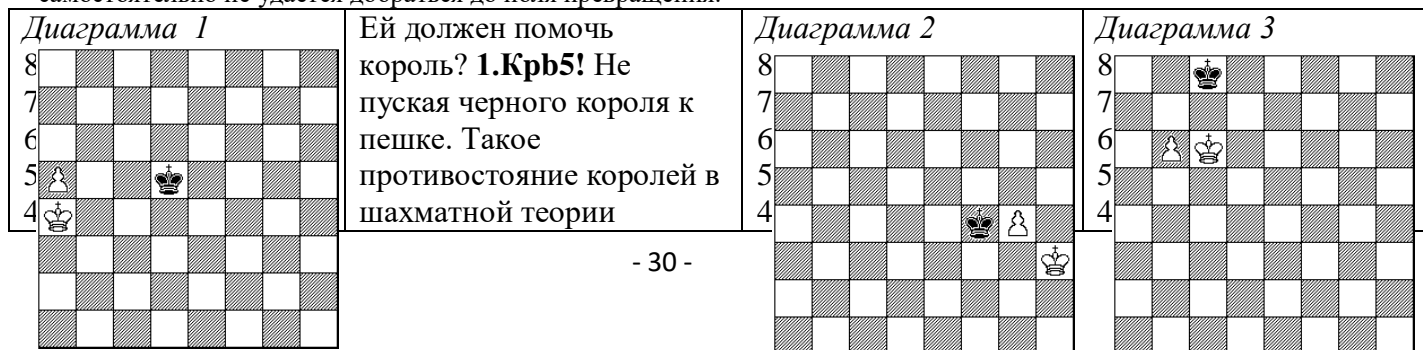 самостоятельно не удается добраться до поля превращения.
Диаграмма 1
8
7
6
5
4
Ей должен помочь
король? 1.Крb5! Не
пуская черного короля к
пешке. Такое
противостояние королей в
шахматной теории
Диаграмма 2
8
7
6
5
4
Диаграмма 3
8
7
6
5
4
- 30 -